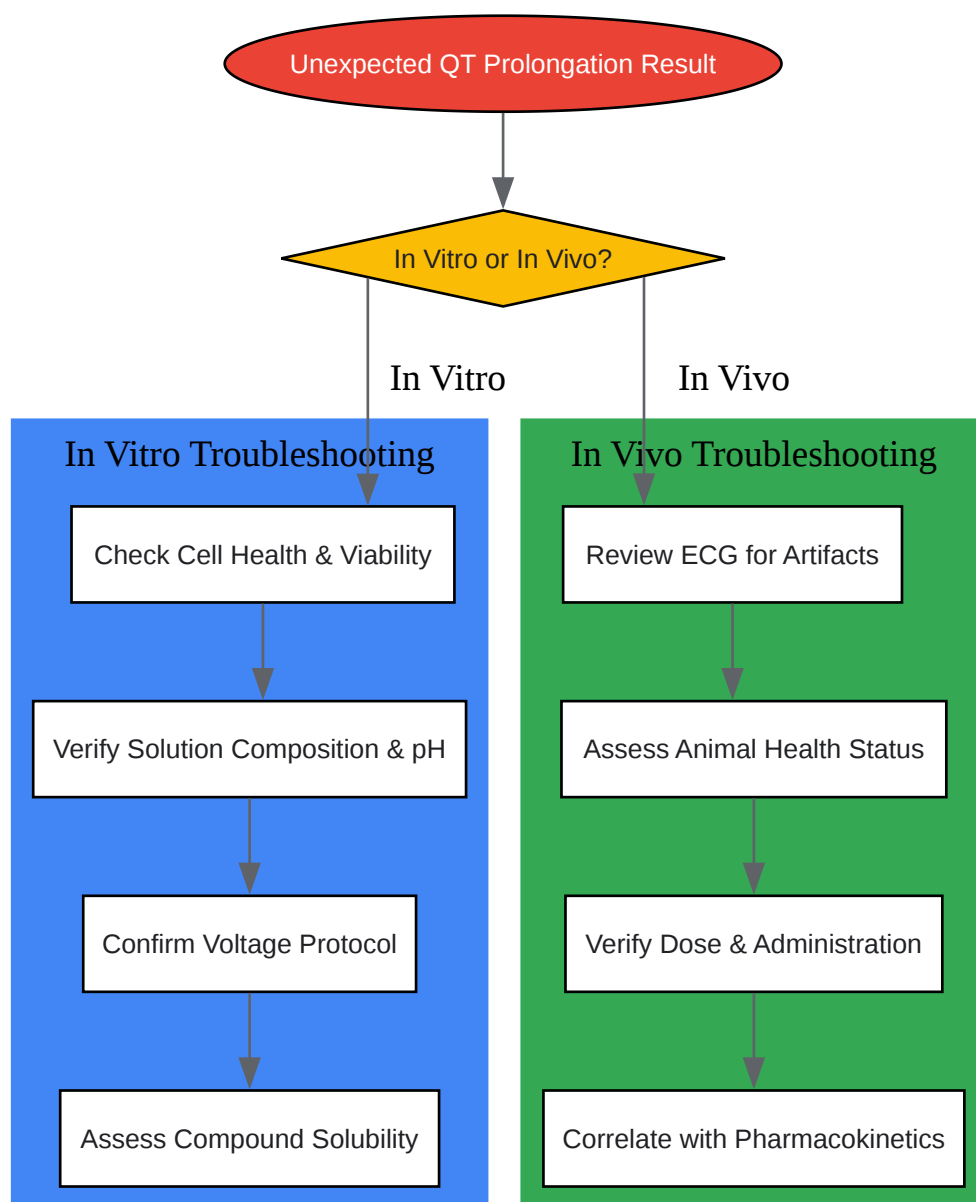 Unexpected QT Prolongation Result
In Vitro or In Vivo?
In Vitro
In Vivo
In Vitro Troubleshooting
Check Cell Health & Viability
Verify Solution Composition & pH
Confirm Voltage Protocol
Assess Compound Solubility
In Vivo Troubleshooting
Review ECG for Artifacts
Assess Animal Health Status
Verify Dose & Administration
Correlate with Pharmacokinetics